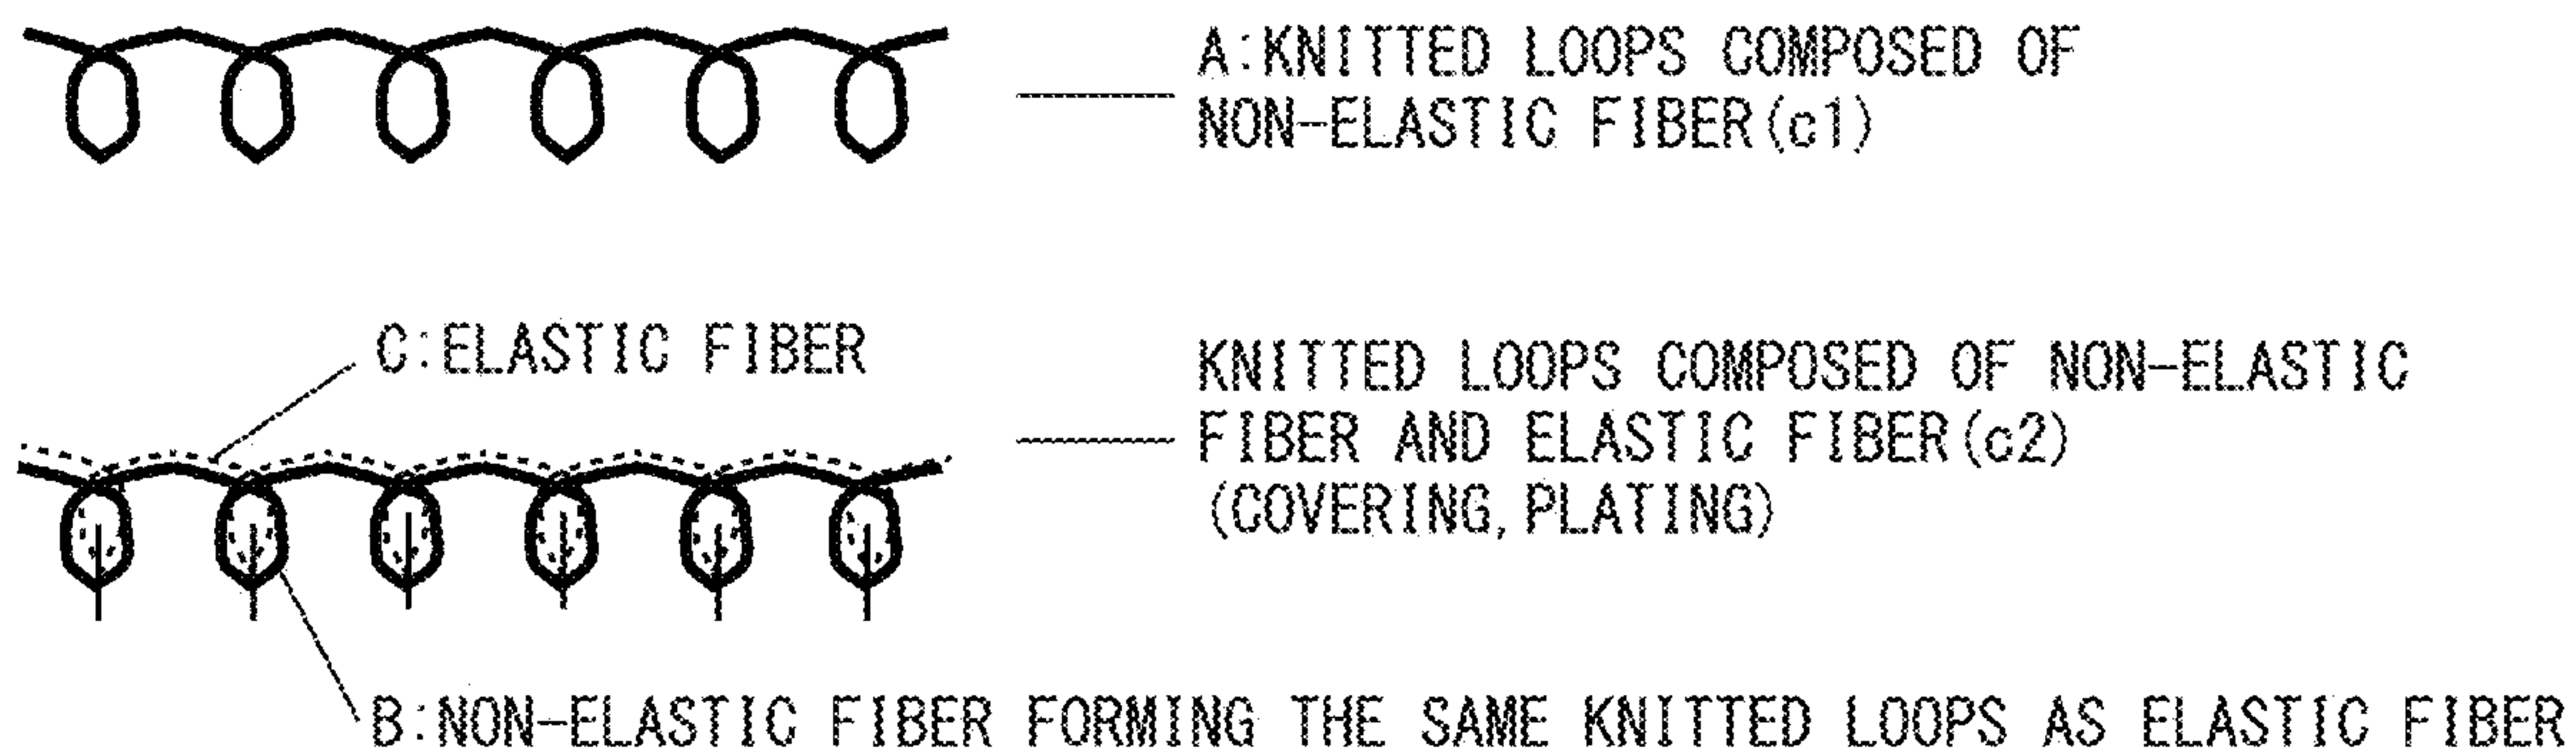 A:KNITTED LOOPS COMPOSED OF
NON-ELASTIC FIBER(c1)
C:ELASTIC FIBER
KNITTED LOOPS COMPOSED OF NON-ELASTIC
FIBER AND ELASTIC FIBER(c2)
(COVERING,PLATING)
B:NON-ELASTIC FIBER FORMING THE SAME KNITTED LOOPS AS ELASTIC FIBER